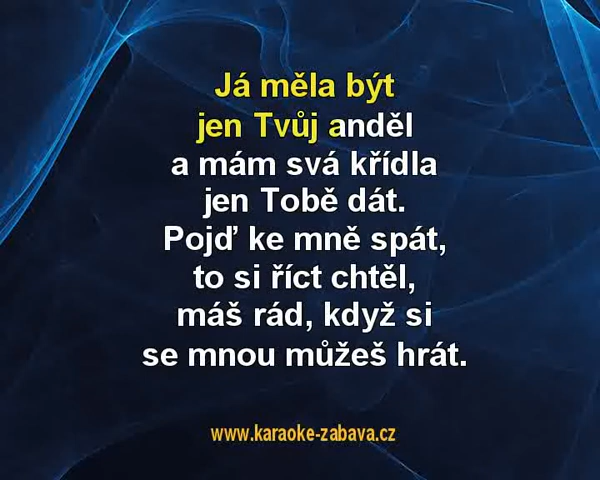 Já měla být
jen Tvůj anděl
a mám svá křídla
jen Tobě dát.
Pojď ke mně spát,
to si říct chtěl,
máš rád, když si
se mnou můžeš hrát.
www.karaoke-zabava.cz